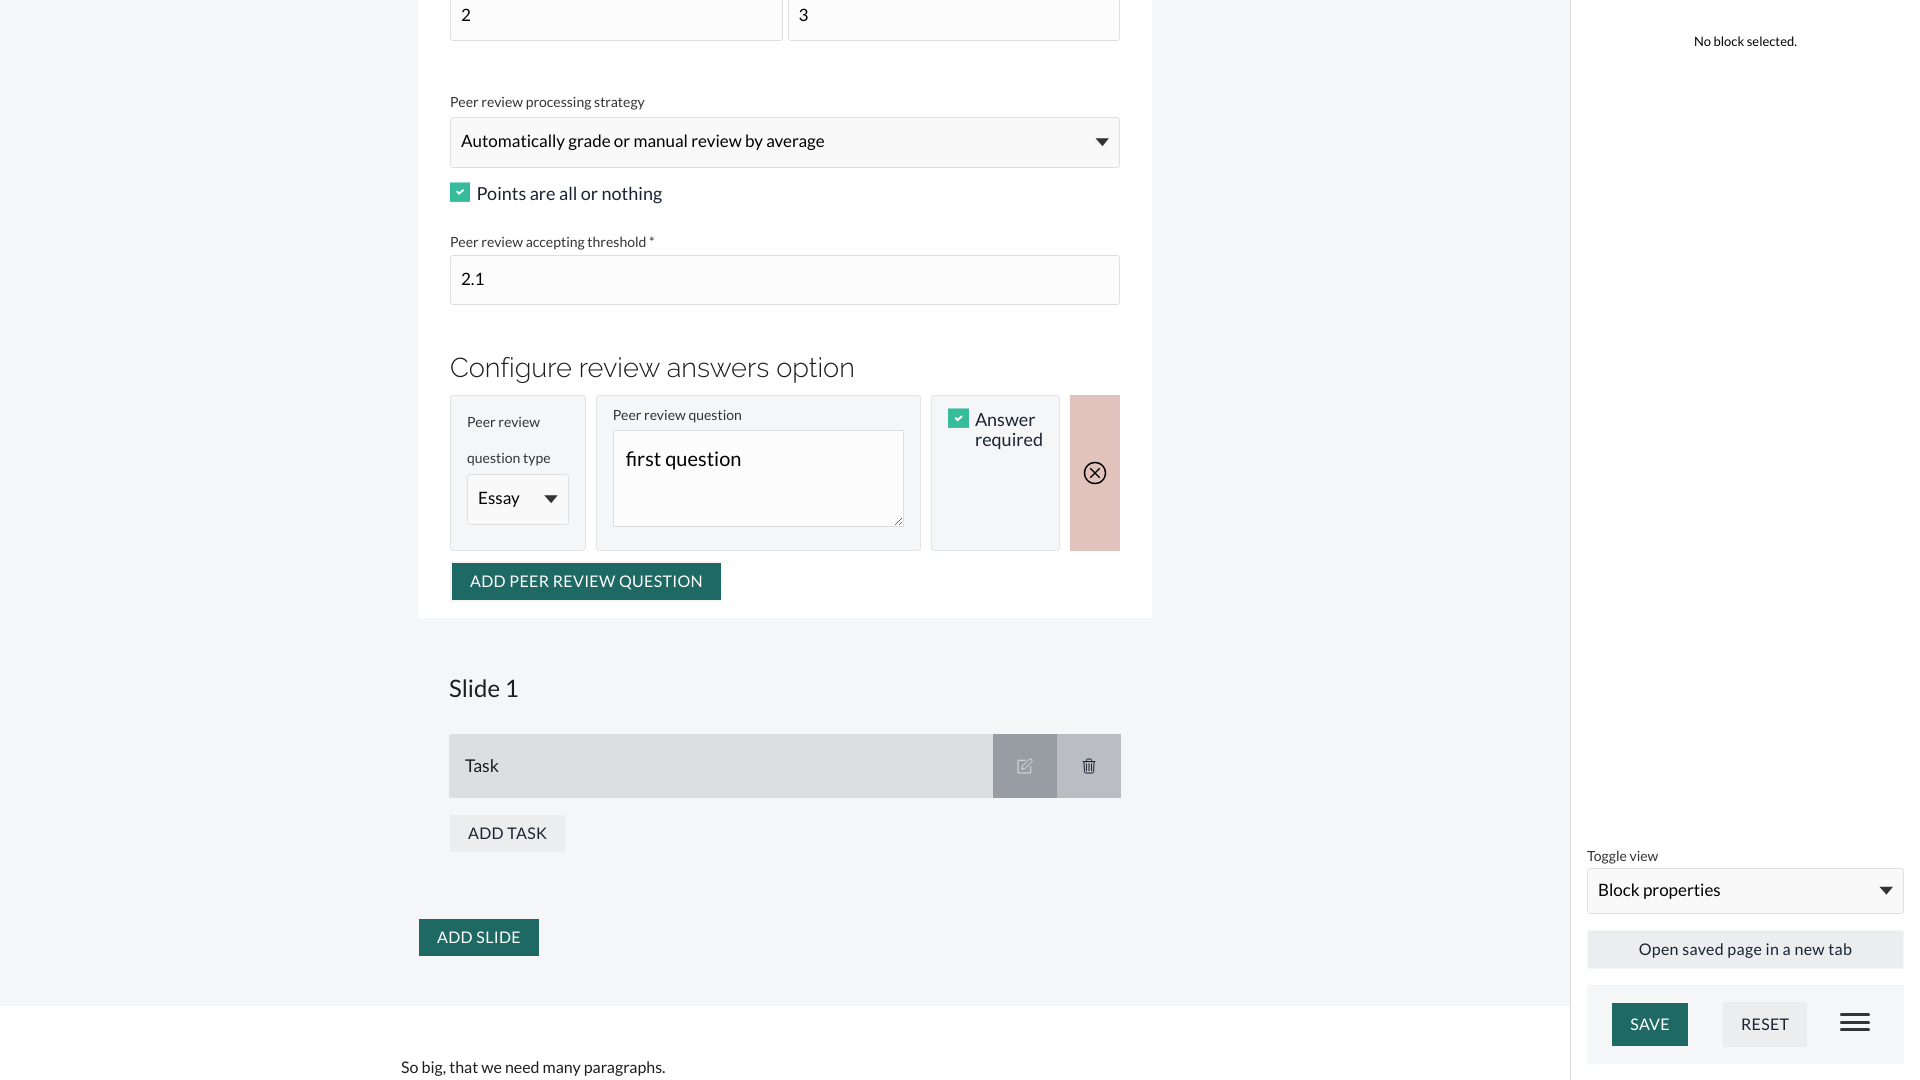 2
3
No block selected.
Peer review processing strategy
Automatically grade or manual review by average
Points are all or nothing
Peer review accepting threshold *
2.1
Configure review answers option
Peer review
question type
Essay
Peer review question
first question
Answer
required
ADD PEER REVIEW QUESTION
Slide 1
Task
ADD TASK
ADD SLIDE
Toggle view
Block properties
Open saved page in a new tab
SAVE
RESET
So big, that we need many paragraphs.